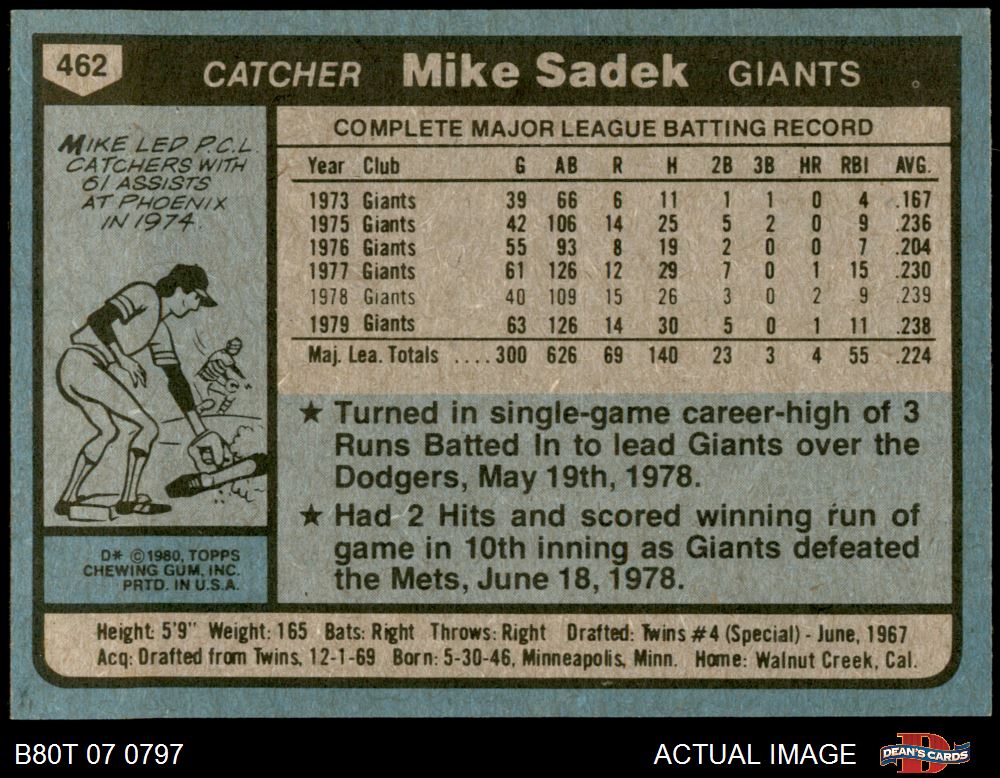 462
CATCHER Mike Sadek GIANTS
MIKE LED P.C.L.
CATCHERS WITH
61 ASSISTS
AT PHOENIX
IN 1974.
COMPLETE MAJOR LEAGUE BATTING RECORD
Year Club G AB R H 2B 3B HR RBI AVG.
1973 Giants 39 66 6 11 1 1 0 4 .167
1975 Giants 42 106 14 25 5 2 0 9 .236
1976 Giants 55 93 8 19 2 0 0 7 .204
1977 Giants 61 126 12 29 7 0 1 15 .230
1978 Giants 40 109 15 26 3 0 2 9 .239
1979 Giants 63 126 14 30 5 0 1 11 .238
Maj. Lea. Totals ....300 626 69 140 23 3 4 55 .224
★ Turned in single-game career-high of 3
Runs Batted In to lead Giants over the
Dodgers, May 19th, 1978.
★ Had 2 Hits and scored winning run of
game in 10th inning as Giants defeated
the Mets, June 18, 1978.
D* ©1980, TOPPS
CHEWING GUM, INC.
PRTD. IN U.S.A.
Height: 5'9" Weight: 165 Bats: Right Throws: Right Drafted: Twins #4 (Special) - June, 1967
Acq: Drafted from Twins, 12-1-69 Born: 5-30-46, Minneapolis, Minn. Home: Walnut Creek, Cal.
B80T 07 0797 ACTUAL IMAGE
DEAN'S CARDS